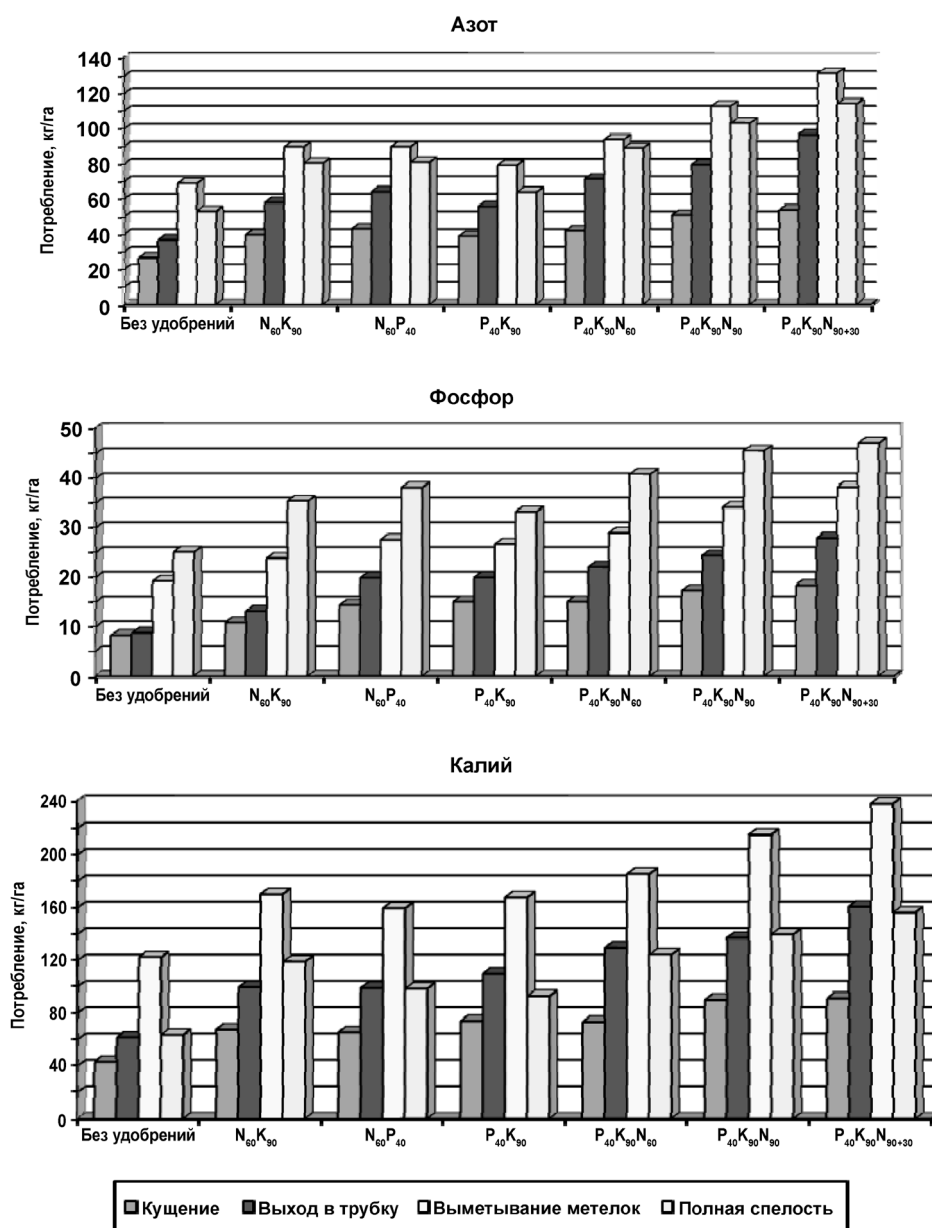 Азот
Потребление, кг/га
140
120
100
80
60
40
20
0
Без удобрений N₆₀K₉₀ N₆₀P₄₀ P₄₀K₉₀ P₄₀K₉₀N₆₀ P₄₀K₉₀N₉₀ P₄₀K₉₀N₉₀₊₃₀
Фосфор
Потребление, кг/га
50
40
30
20
10
0
Без удобрений N₆₀K₉₀ N₆₀P₄₀ P₄₀K₉₀ P₄₀K₉₀N₆₀ P₄₀K₉₀N₉₀ P₄₀K₉₀N₉₀₊₃₀
Калий
Потребление, кг/га
240
200
160
120
80
40
0
Без удобрений N₆₀K₉₀ N₆₀P₄₀ P₄₀K₉₀ P₄₀K₉₀N₆₀ P₄₀K₉₀N₉₀ P₄₀K₉₀N₉₀₊₃₀
Кущение Выход в трубку Выметывание метелок Полная спелость